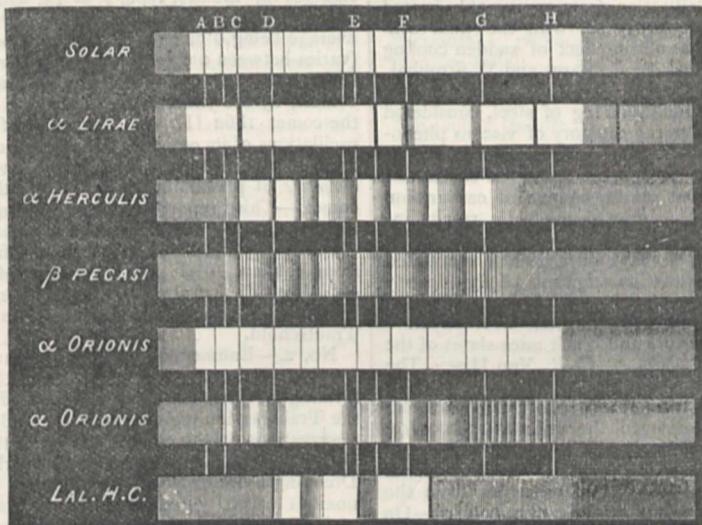 A B C D E F G H
SOLAR
α LIRAE
α HERCULIS
β PEGASI
α ORIONIS
α ORIONIS
LAL. H.C.